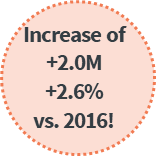 Increase of
+2.0M
+2.6%
vs. 2016!